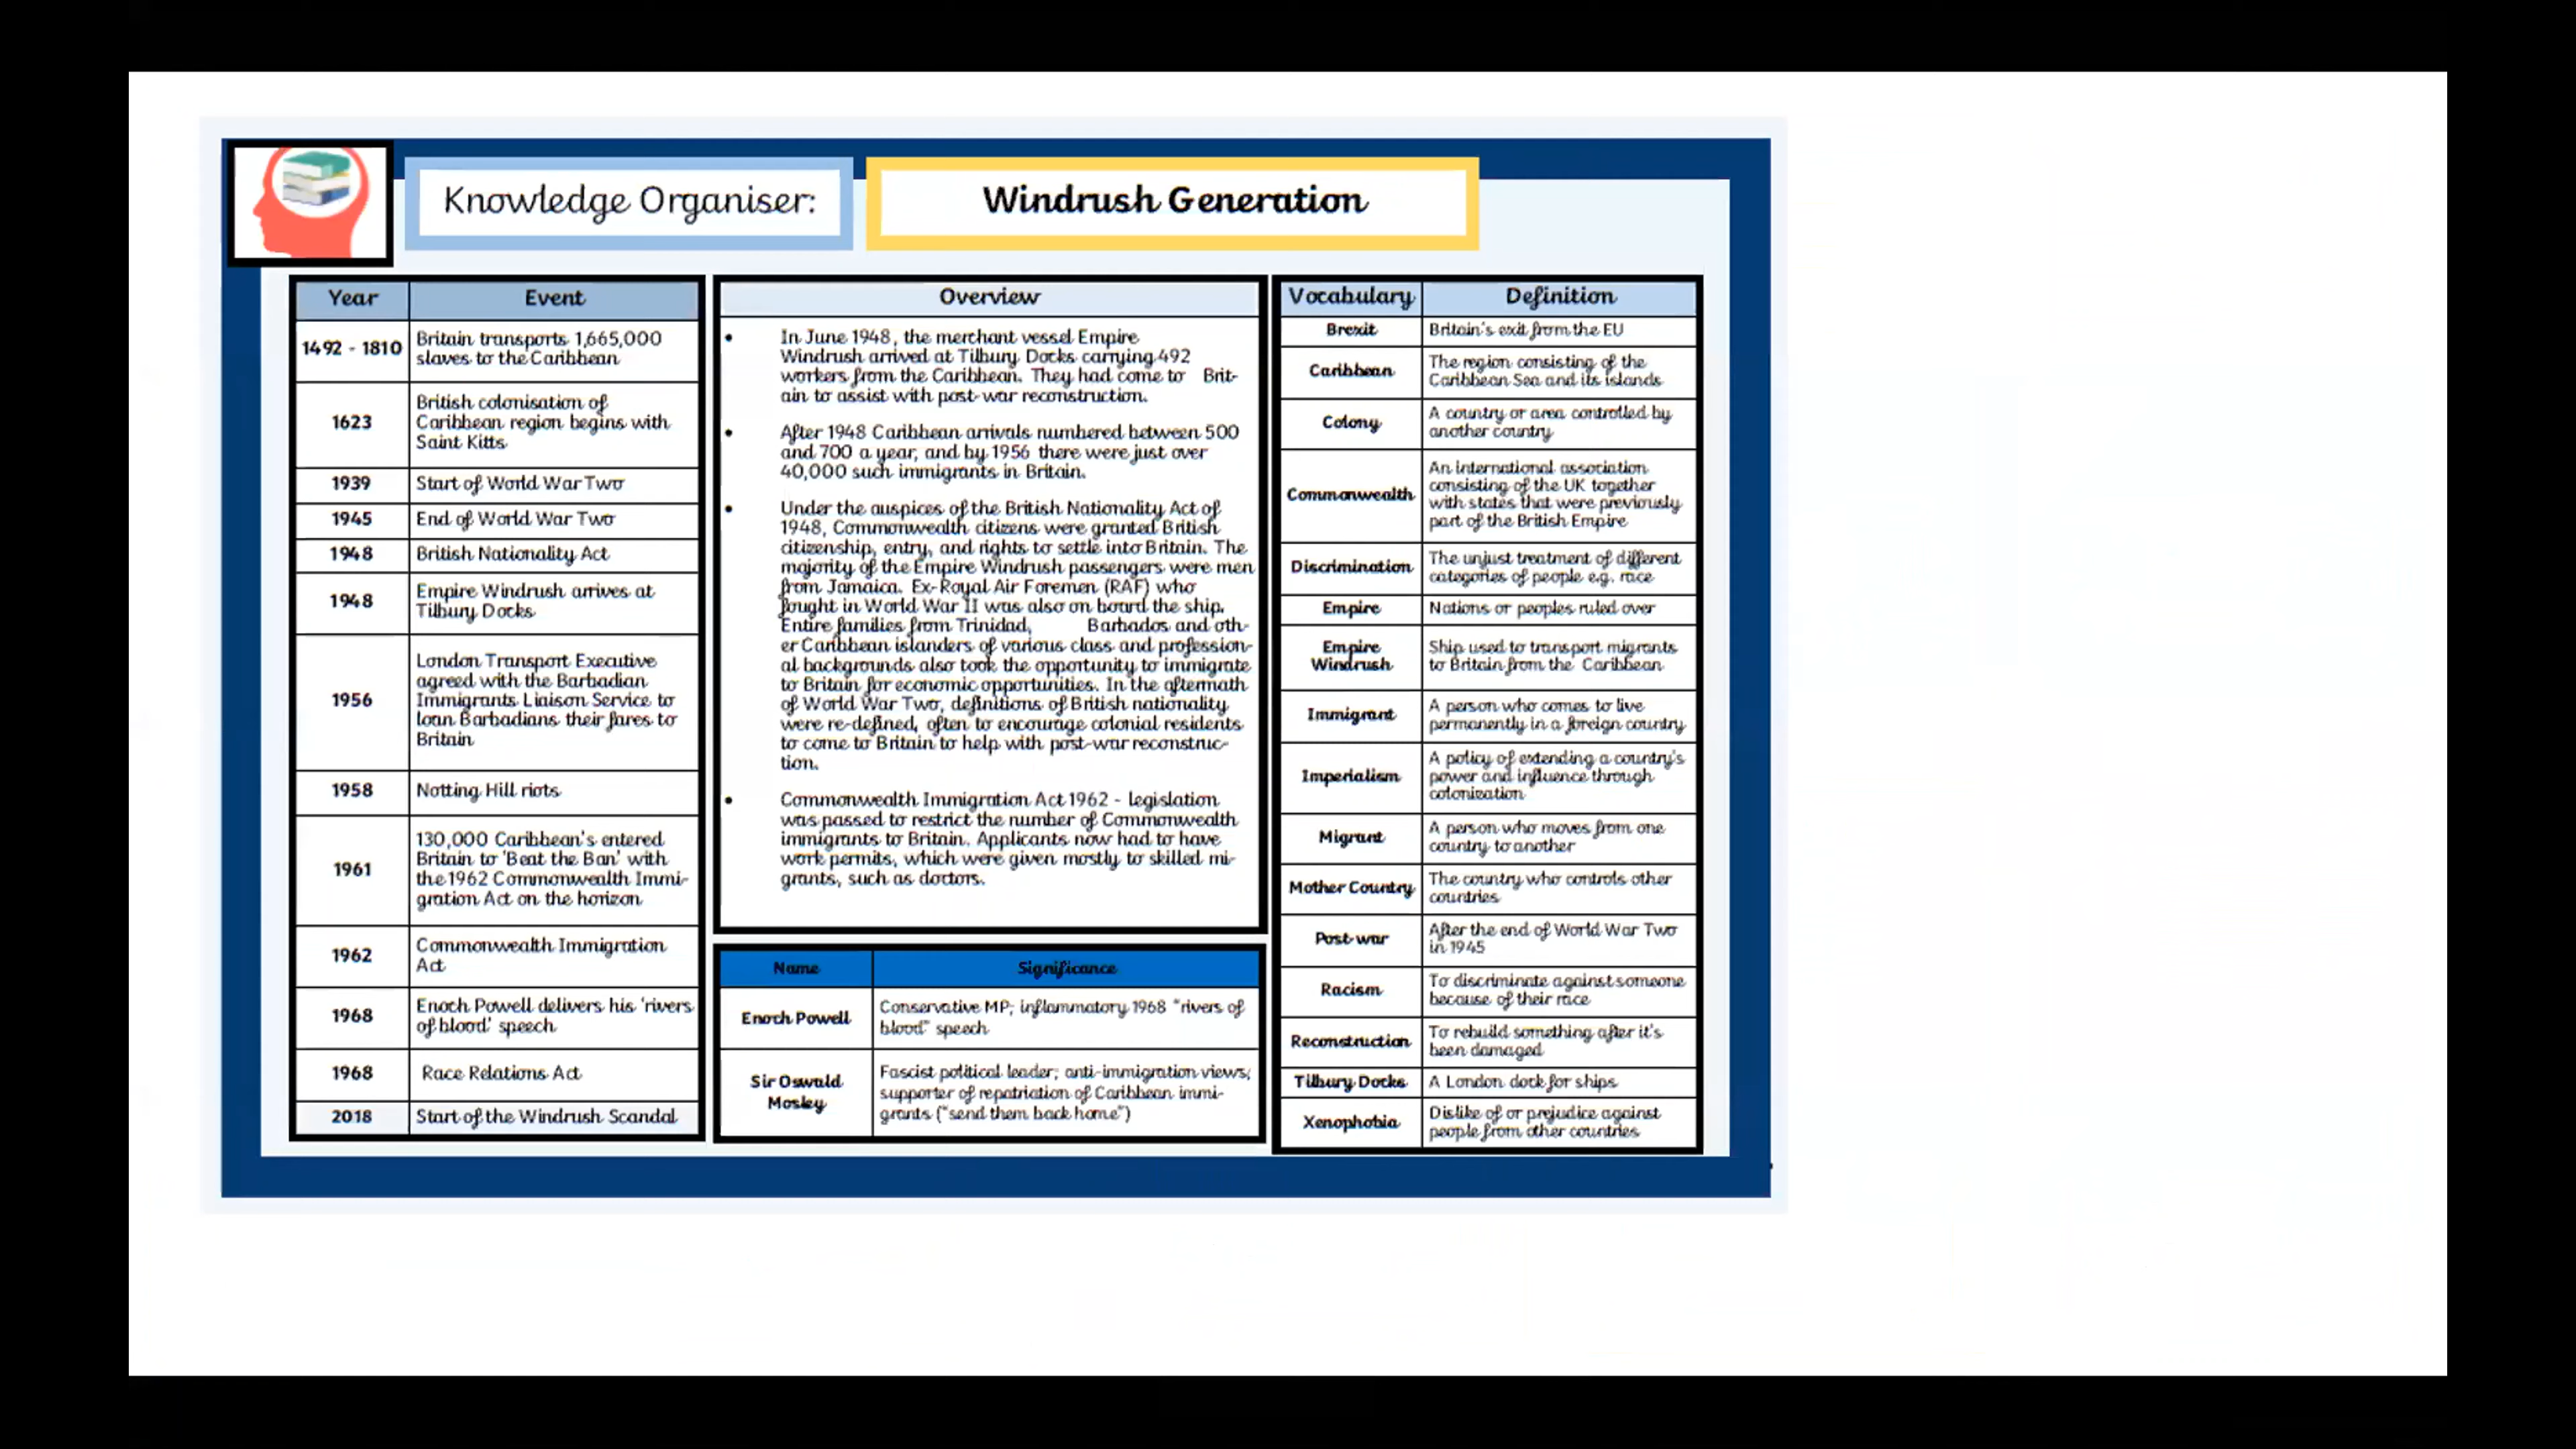 Knowledge Organiser:
Windrush Generation
Year Event
1492 - 1810 Britain transports 1,665,000
slaves to the Caribbean
1623 British colonisation of
Caribbean region begins with
Saint Kitts
1939 Start of World War Two
1945 End of World War Two
1948 British Nationality Act
1948 Empire Windrush arrives at
Tilbury Docks
1956 London Transport Executive
agreed with the Barbadian
Immigrants Liaison Service to
loan Barbadians their fares to
Britain
1958 Notting Hill riots
1961 130,000 Caribbean's entered
Britain to 'Beat the Ban' with
the 1962 Commonwealth Immi-
gration Act on the horizon
1962 Commonwealth Immigration
Act
1968 Enoch Powell delivers his 'rivers
of blood' speech
1968 Race Relations Act
2018 Start of the Windrush Scandal
Overview
• In June 1948, the merchant vessel Empire
Windrush arrived at Tilbury Docks carrying 492
workers from the Caribbean. They had come to Brit-
ain to assist with post-war reconstruction.
• After 1948 Caribbean arrivals numbered between 500
and 700 a year, and by 1956 there were just over
40,000 such immigrants in Britain.
• Under the auspices of the British Nationality Act of
1948, Commonwealth citizens were granted British
citizenship, entry, and rights to settle into Britain. The
majority of the Empire Windrush passengers were men
from Jamaica. Ex-Royal Air Foremen (RAF) who
fought in World War II was also on board the ship.
Entire families from Trinidad, Barbados and oth-
er Caribbean islanders of various class and profession-
al backgrounds also took the opportunity to immigrate
to Britain for economic opportunities. In the aftermath
of World War Two, definitions of British nationality
were re-defined, often to encourage colonial residents
to come to Britain to help with post-war reconstruc-
tion.
• Commonwealth Immigration Act 1962 - legislation
was passed to restrict the number of Commonwealth
immigrants to Britain. Applicants now had to have
work permits, which were given mostly to skilled mi-
grants, such as doctors.
Name Significance
Enoch Powell Conservative MP; inflammatory 1968 "rivers of
blood" speech
Sir Oswald
Mosley
Fascist political leader; anti-immigration views;
supporter of repatriation of Caribbean immi-
grants ("send them back home")
Vocabulary Definition
Brexit Britain's exit from the EU
Caribbean The region consisting of the
Caribbean Sea and its islands
Colony A country or area controlled by
another country
Commonwealth An international association
consisting of the UK together
with states that were previously
part of the British Empire
Discrimination The unjust treatment of different
categories of people e.g. race
Empire Nations or peoples ruled over
Empire
Windrush
Ship used to transport migrants
to Britain from the Caribbean
Immigrant A person who comes to live
permanently in a foreign country
Imperialism A policy of extending a country's
power and influence through
colonization
Migrant A person who moves from one
country to another
Mother Country The country who controls other
countries
Post-war After the end of World War Two
in 1945
Racism To discriminate against someone
because of their race
Reconstruction To rebuild something after it's
been damaged
Tilbury Docks A London dock for ships
Xenophobia Dislike of or prejudice against
people from other countries